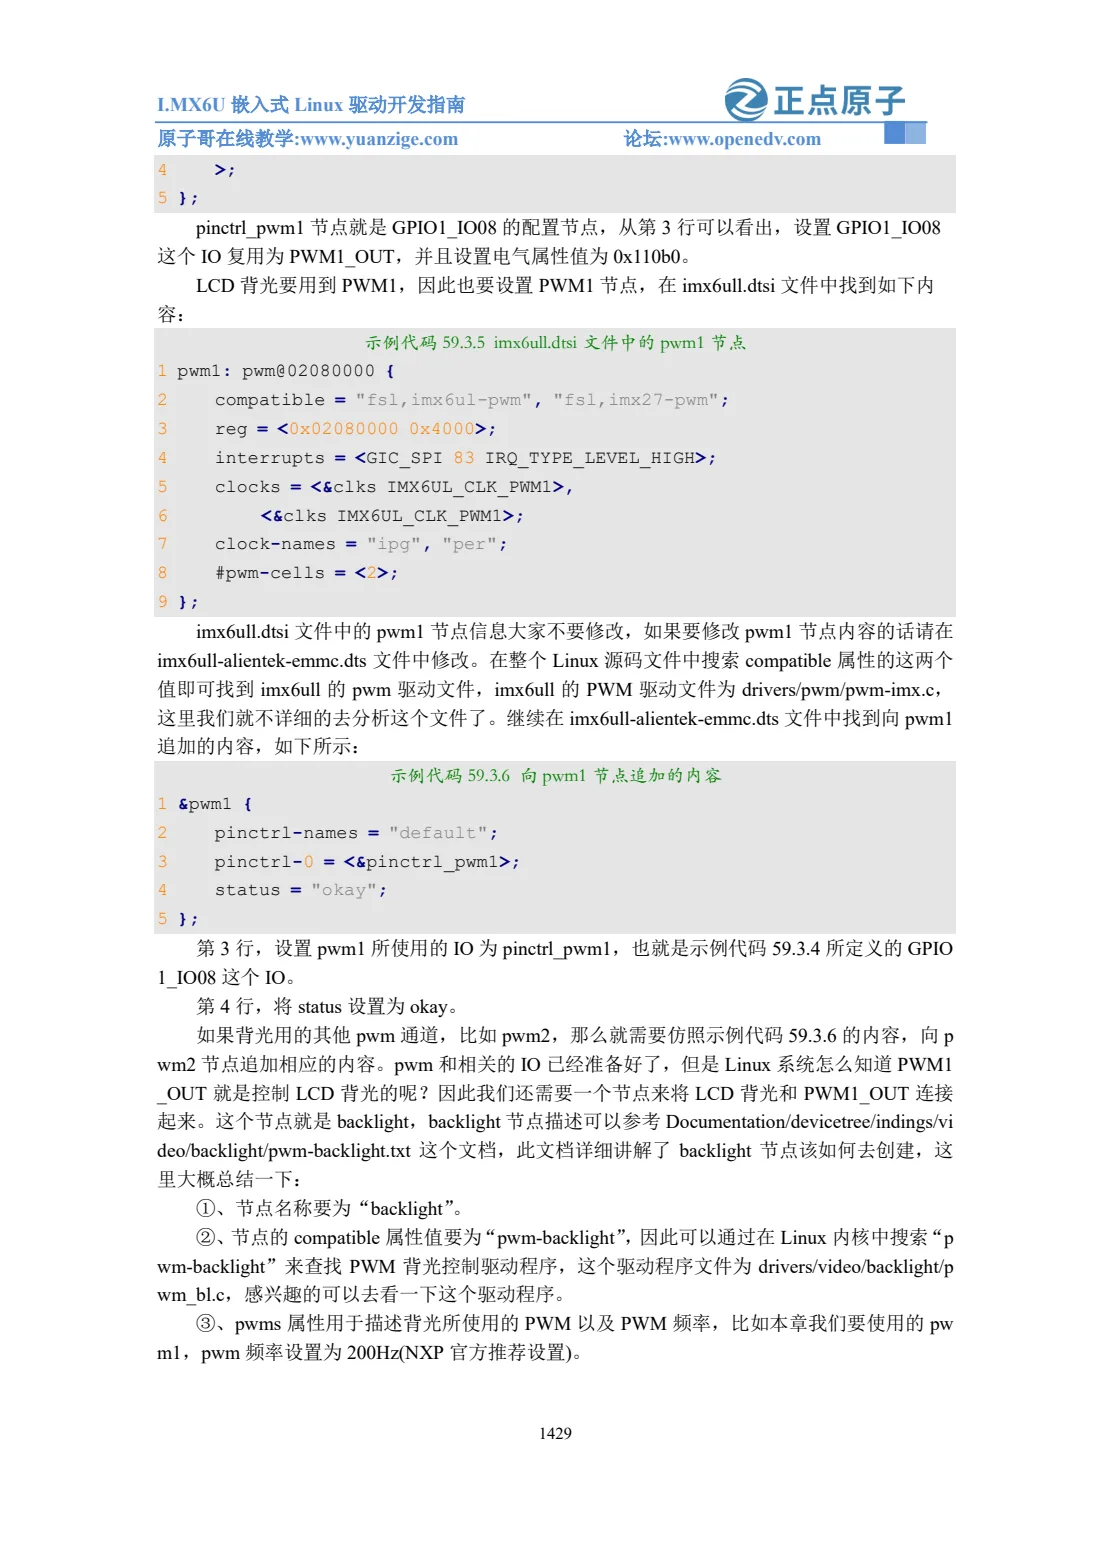 I.MX6U 嵌入式 Linux 驱动开发指南
正点原子
原子哥在线教学:www.yuanzige.com 论坛:www.openedv.com
4 >;
5 };
pinctrl_pwm1 节点就是 GPIO1_IO08 的配置节点，从第 3 行可以看出，设置 GPIO1_IO08
这个 IO 复用为 PWM1_OUT，并且设置电气属性值为 0x110b0。
LCD 背光要用到 PWM1，因此也要设置 PWM1 节点，在 imx6ull.dtsi 文件中找到如下内
容：
示例代码 59.3.5 imx6ull.dtsi 文件中的 pwm1 节点
1 pwm1: pwm@02080000 {
2 compatible = "fsl,imx6ul-pwm", "fsl,imx27-pwm";
3 reg = <0x02080000 0x4000>;
4 interrupts = <GIC_SPI 83 IRQ_TYPE_LEVEL_HIGH>;
5 clocks = <&clks IMX6UL_CLK_PWM1>,
6 <&clks IMX6UL_CLK_PWM1>;
7 clock-names = "ipg", "per";
8 #pwm-cells = <2>;
9 };
imx6ull.dtsi 文件中的 pwm1 节点信息大家不要修改，如果要修改 pwm1 节点内容的话请在
imx6ull-alientek-emmc.dts 文件中修改。在整个 Linux 源码文件中搜索 compatible 属性的这两个
值即可找到 imx6ull 的 pwm 驱动文件，imx6ull 的 PWM 驱动文件为 drivers/pwm/pwm-imx.c，
这里我们就不详细的去分析这个文件了。继续在 imx6ull-alientek-emmc.dts 文件中找到向 pwm1
追加的内容，如下所示：
示例代码 59.3.6 向 pwm1 节点追加的内容
1 &pwm1 {
2 pinctrl-names = "default";
3 pinctrl-0 = <&pinctrl_pwm1>;
4 status = "okay";
5 };
第 3 行，设置 pwm1 所使用的 IO 为 pinctrl_pwm1，也就是示例代码 59.3.4 所定义的 GPIO
1_IO08 这个 IO。
第 4 行，将 status 设置为 okay。
如果背光用的其他 pwm 通道，比如 pwm2，那么就需要仿照示例代码 59.3.6 的内容，向 p
wm2 节点追加相应的内容。pwm 和相关的 IO 已经准备好了，但是 Linux 系统怎么知道 PWM1
_OUT 就是控制 LCD 背光的呢？因此我们还需要一个节点来将 LCD 背光和 PWM1_OUT 连接
起来。这个节点就是 backlight，backlight 节点描述可以参考 Documentation/devicetree/indings/vi
deo/backlight/pwm-backlight.txt 这个文档，此文档详细讲解了 backlight 节点该如何去创建，这
里大概总结一下：
①、节点名称要为“backlight”。
②、节点的 compatible 属性值要为“pwm-backlight”，因此可以通过在 Linux 内核中搜索“p
wm-backlight”来查找 PWM 背光控制驱动程序，这个驱动程序文件为 drivers/video/backlight/p
wm_bl.c，感兴趣的可以去看一下这个驱动程序。
③、pwms 属性用于描述背光所使用的 PWM 以及 PWM 频率，比如本章我们要使用的 pw
m1，pwm 频率设置为 200Hz(NXP 官方推荐设置)。
1429